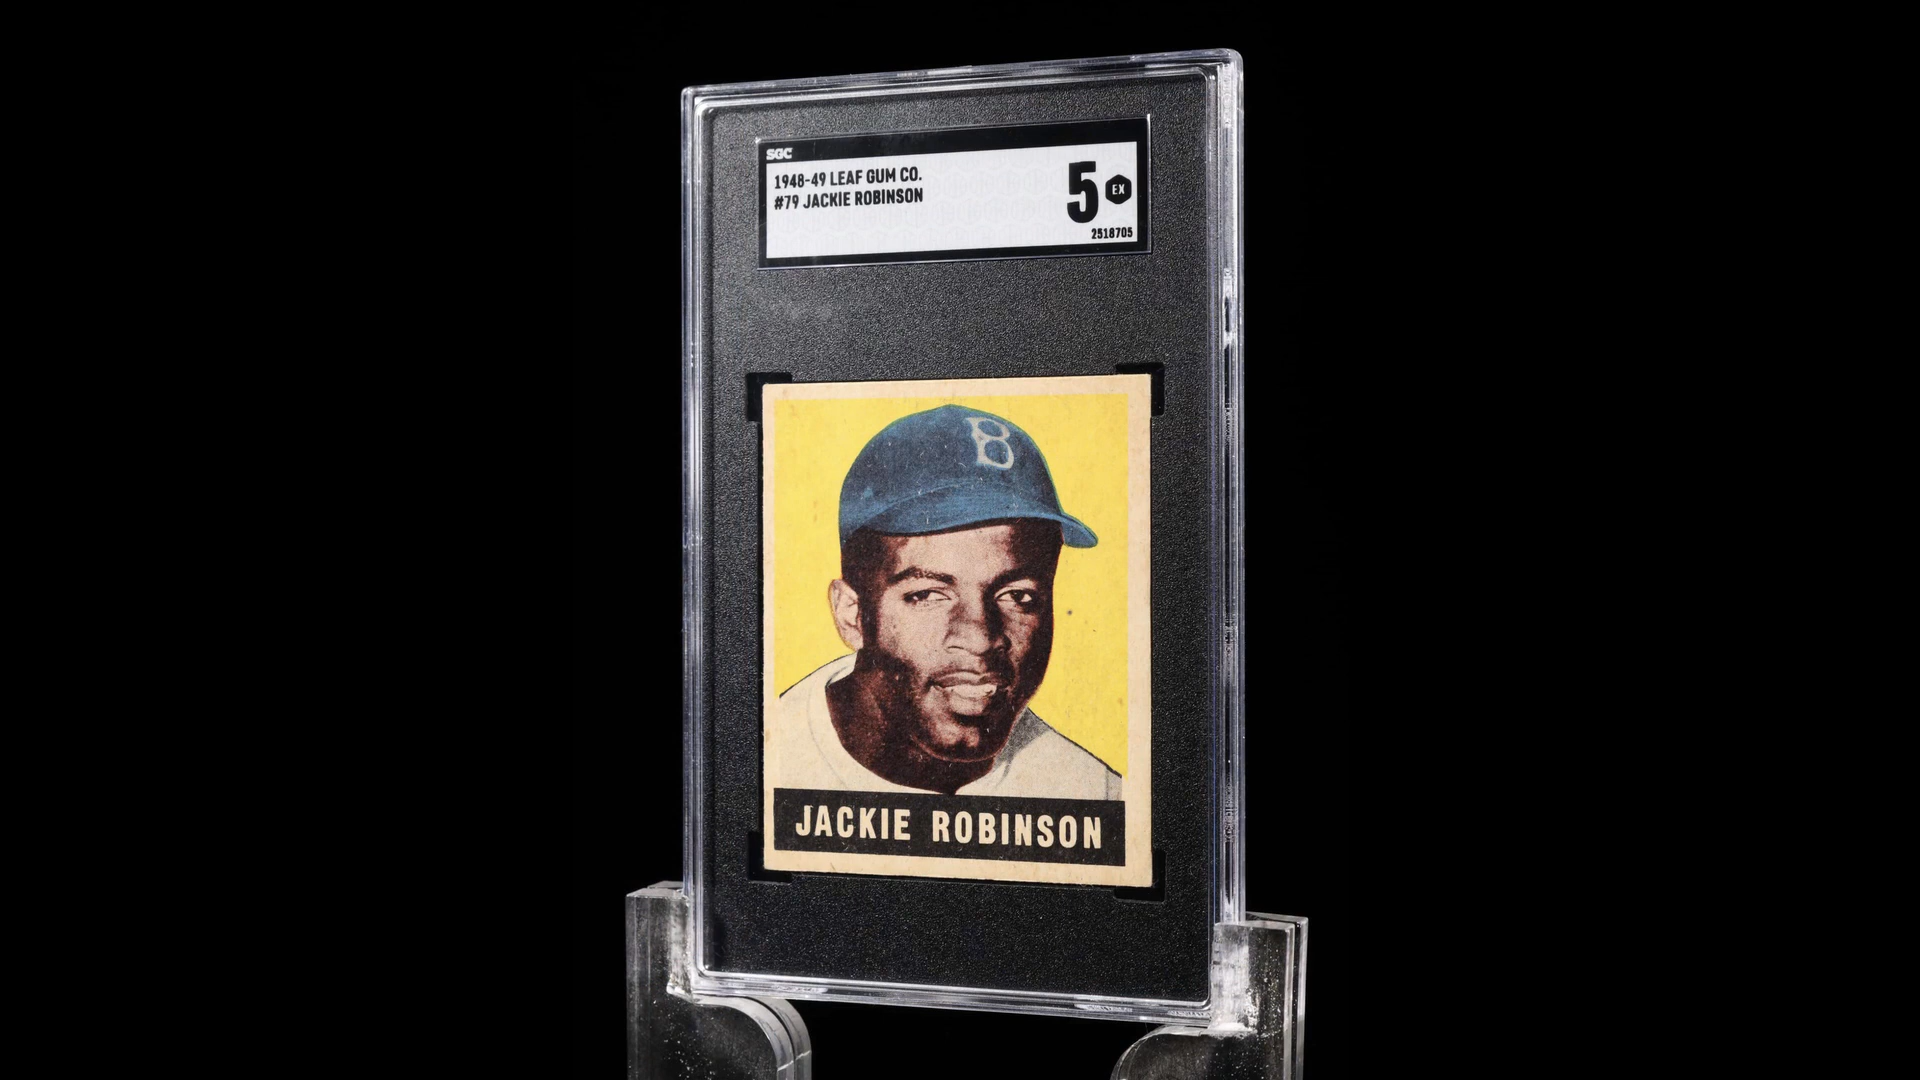 SGC
1948-49 LEAF GUM CO.
#79 JACKIE ROBINSON
5 EX
2518705
B
JACKIE ROBINSON